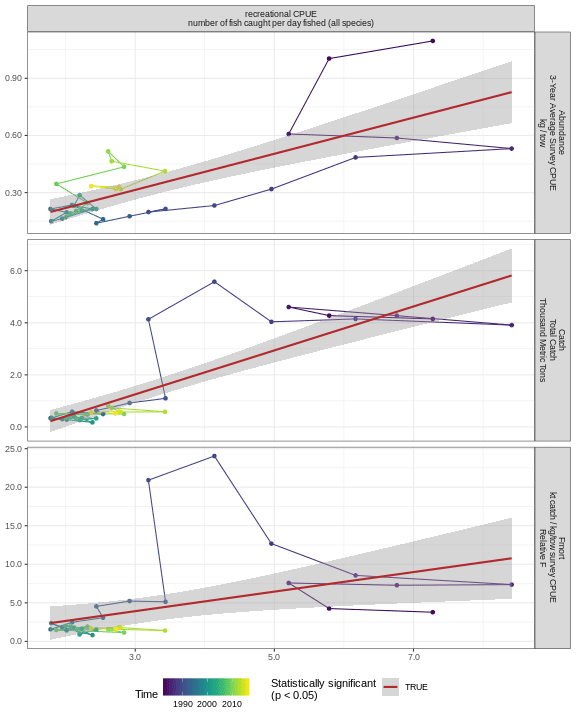 recreational CPUE
number of fish caught per day fished (all species)
0.90
0.60
0.30
Abundance
3-Year Average Survey CPUE
kg / tow
6.0
4.0
2.0
0.0
Catch
Total Catch
Thousand Metric Tons
25.0
20.0
15.0
10.0
5.0
0.0
Fmort
kt catch / kg/tow survey CPUE
Relative F
3.0
5.0
7.0
Time
1990 2000 2010
Statistically significant
(p < 0.05)
TRUE